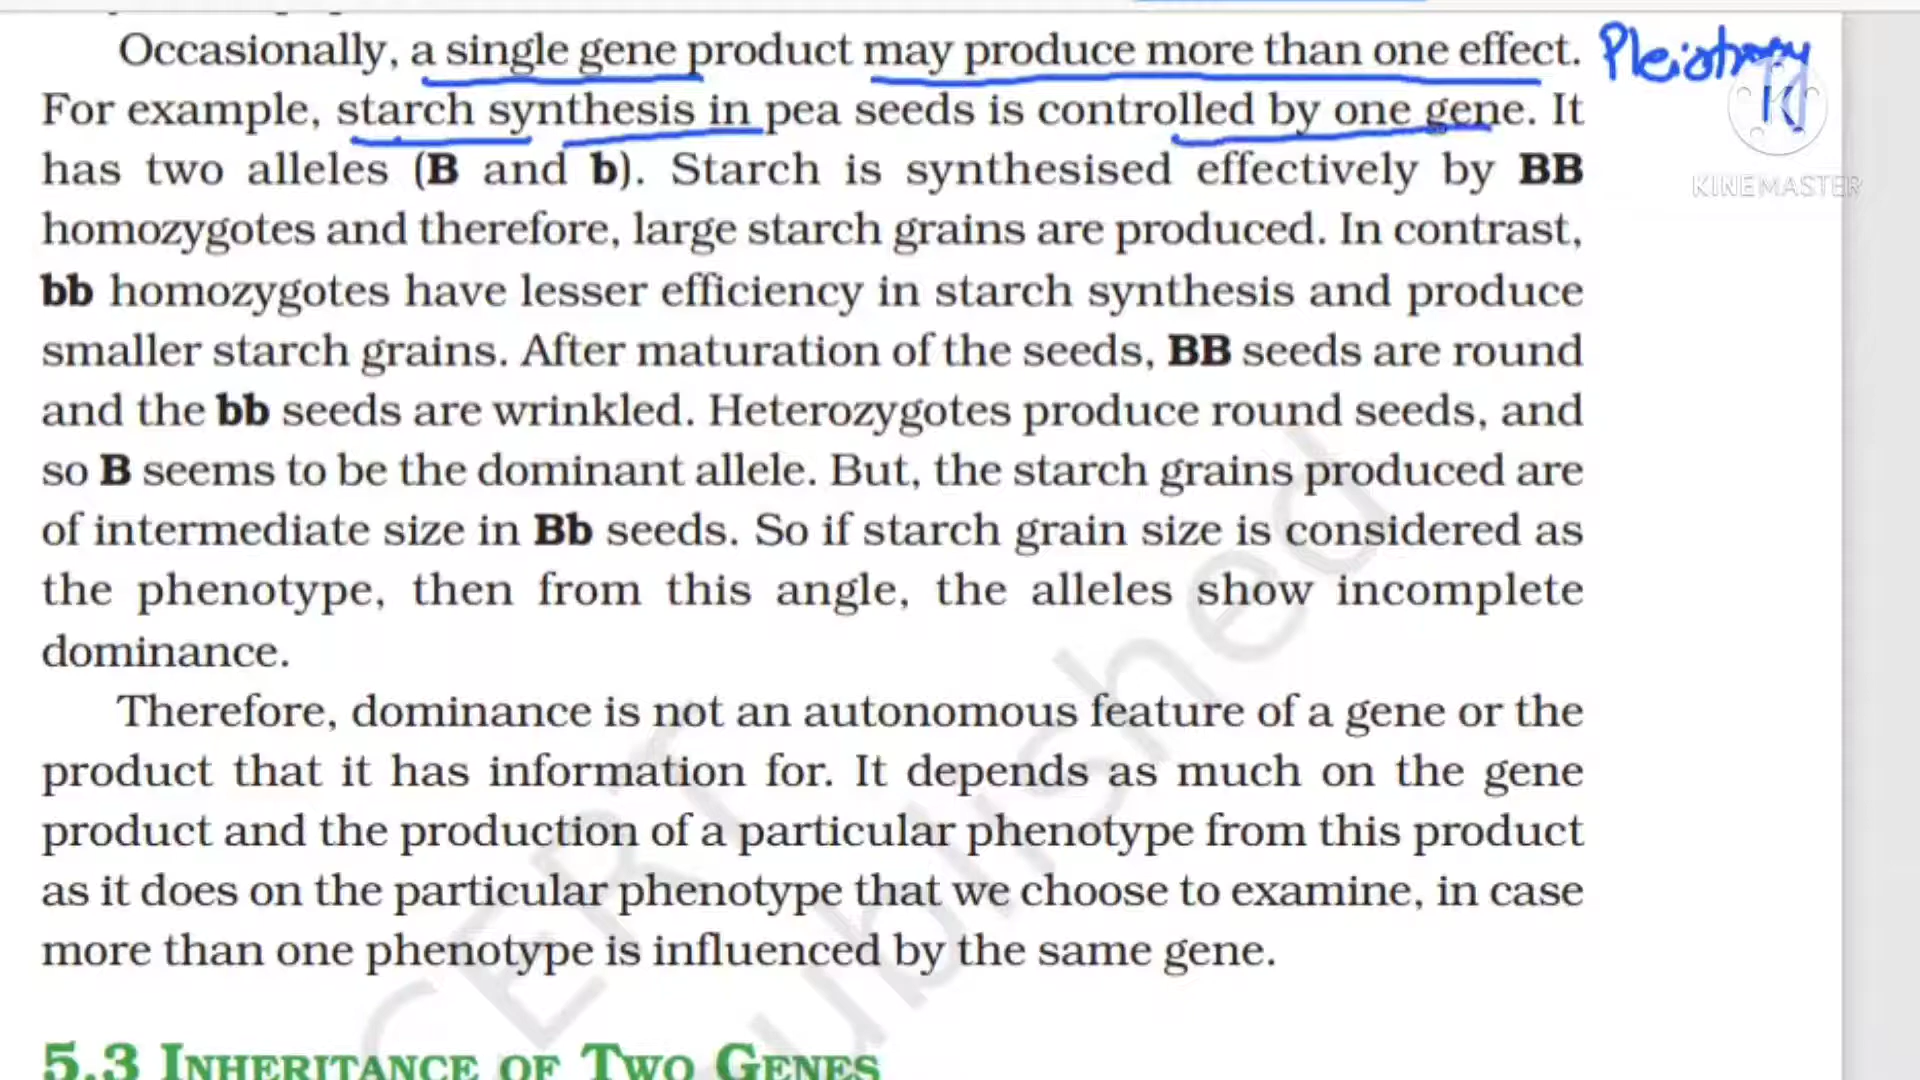 Occasionally, a single gene product may produce more than one effect. Pleiotropy
For example, starch synthesis in pea seeds is controlled by one gene. It
has two alleles (B and b). Starch is synthesised effectively by BB
KINEMASTER
homozygotes and therefore, large starch grains are produced. In contrast,
bb homozygotes have lesser efficiency in starch synthesis and produce
smaller starch grains. After maturation of the seeds, BB seeds are round
and the bb seeds are wrinkled. Heterozygotes produce round seeds, and
so B seems to be the dominant allele. But, the starch grains produced are
of intermediate size in Bb seeds. So if starch grain size is considered as
the phenotype, then from this angle, the alleles show incomplete
dominance.
Therefore, dominance is not an autonomous feature of a gene or the
product that it has information for. It depends as much on the gene
product and the production of a particular phenotype from this product
as it does on the particular phenotype that we choose to examine, in case
more than one phenotype is influenced by the same gene.
5.3 INHERITANCE OF TWO GENES